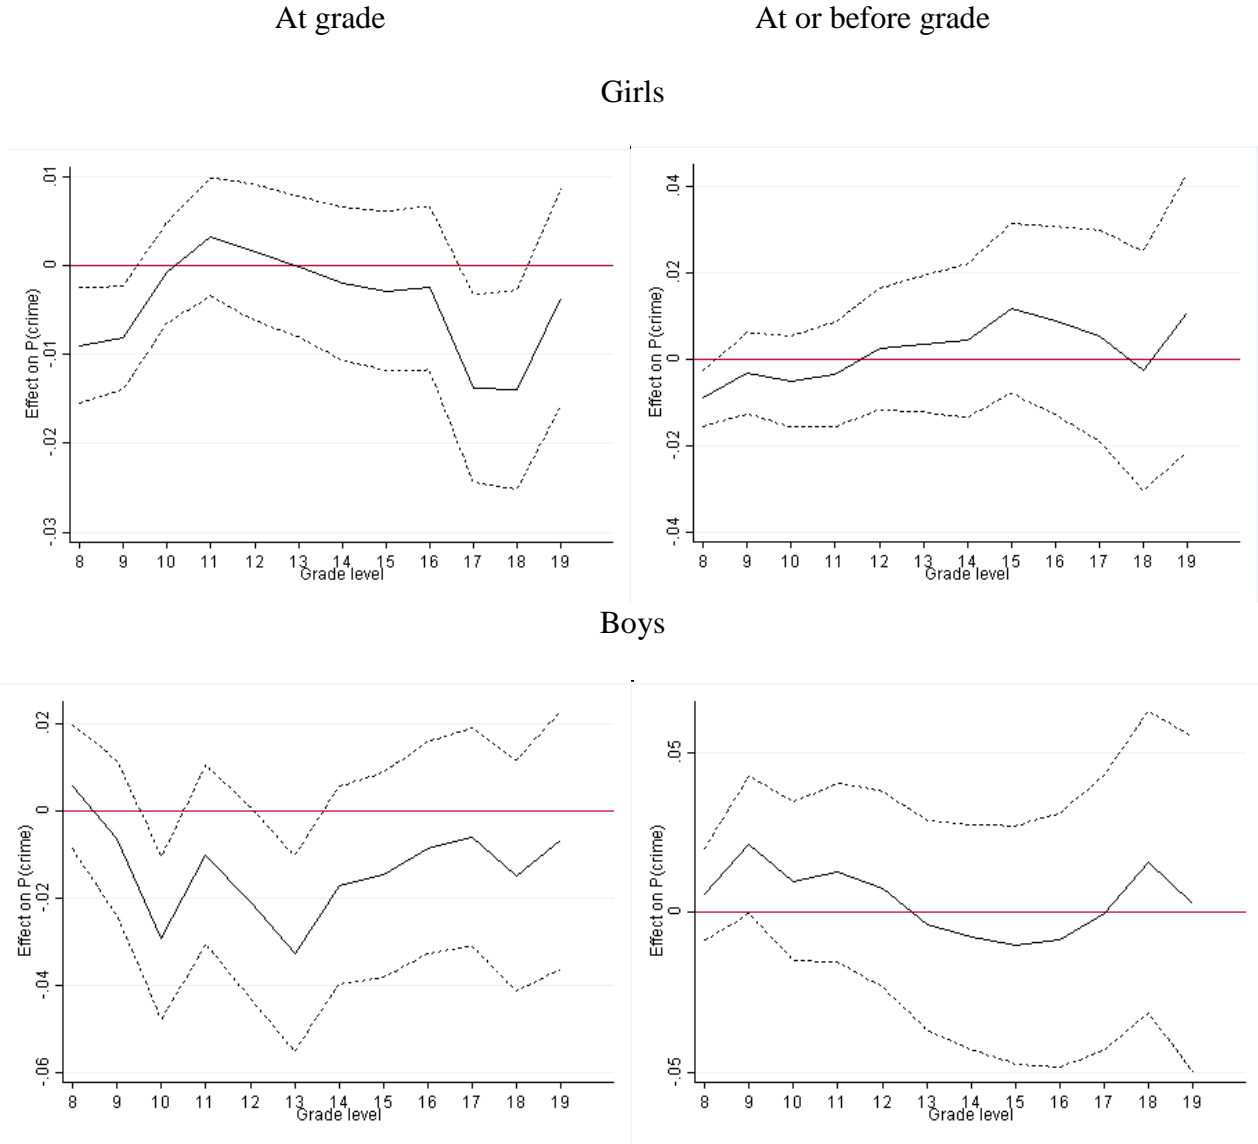 At grade
At or before grade
Girls
Effect on P(crime)
.01
0
-.01
-.02
-.03
8 9 10 11 12 13 14 15 16 17 18 19
Grade level
Effect on P(crime)
.04
.02
0
-.02
-.04
8 9 10 11 12 13 14 15 16 17 18 19
Grade level
Boys
Effect on P(crime)
.02
0
-.02
-.04
-.06
8 9 10 11 12 13 14 15 16 17 18 19
Grade level
Effect on P(crime)
.05
0
-.05
8 9 10 11 12 13 14 15 16 17 18 19
Grade level